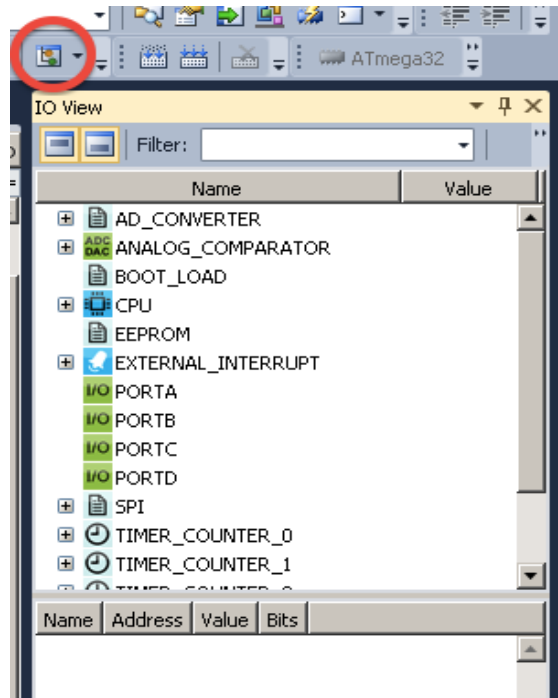 ATmega32
IO View
Filter:
Name Value
AD_CONVERTER
ADC DAC ANALOG_COMPARATOR
BOOT_LOAD
CPU
EEPROM
EXTERNAL_INTERRUPT
I/O PORTA
I/O PORTB
I/O PORTC
I/O PORTD
SPI
TIMER_COUNTER_0
TIMER_COUNTER_1
Name Address Value Bits